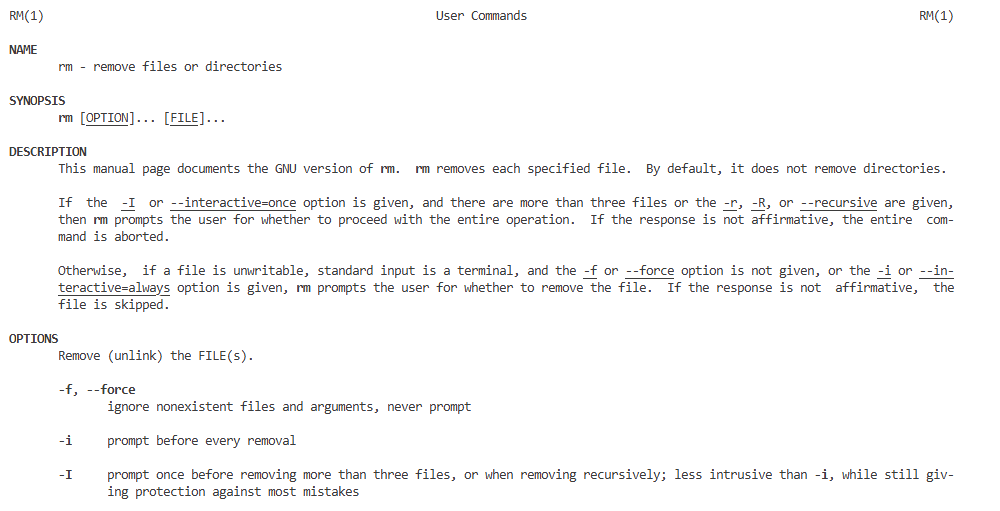 RM(1) User Commands RM(1)
NAME
rm - remove files or directories
SYNOPSIS
rm [OPTION]... [FILE]...
DESCRIPTION
This manual page documents the GNU version of rm. rm removes each specified file. By default, it does not remove directories.
If the -I or --interactive=once option is given, and there are more than three files or the -r, -R, or --recursive are given,
then rm prompts the user for whether to proceed with the entire operation. If the response is not affirmative, the entire com-
mand is aborted.
Otherwise, if a file is unwritable, standard input is a terminal, and the -f or --force option is not given, or the -i or --in-
teractive=always option is given, rm prompts the user for whether to remove the file. If the response is not affirmative, the
file is skipped.
OPTIONS
Remove (unlink) the FILE(s).
-f, --force
ignore nonexistent files and arguments, never prompt
-i prompt before every removal
-I prompt once before removing more than three files, or when removing recursively; less intrusive than -i, while still giv-
ing protection against most mistakes